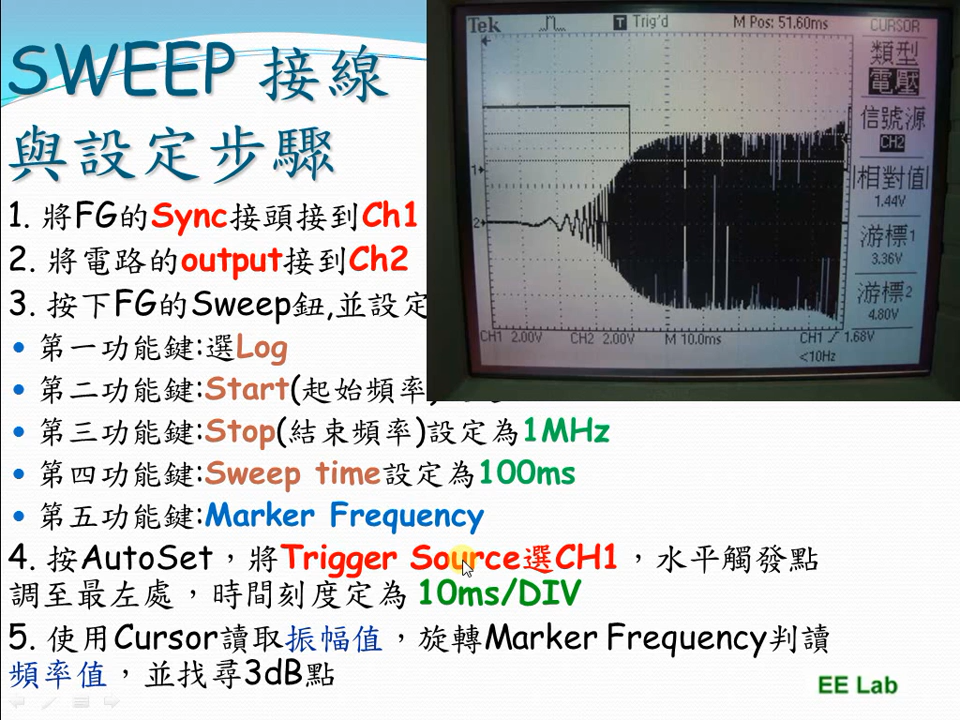 SWEEP 接線
與設定步驟
1. 將FG的Sync接頭接到Ch1
2. 將電路的output接到Ch2
3. 按下FG的Sweep鈕,並設定
• 第一功能鍵:選Log
• 第二功能鍵:Start(起始頻率)
• 第三功能鍵:Stop(結束頻率)設定為1MHz
• 第四功能鍵:Sweep time設定為100ms
• 第五功能鍵:Marker Frequency
4. 按AutoSet，將Trigger Source選CH1，水平觸發點
調至最左處，時間刻度定為 10ms/DIV
5. 使用Cursor讀取振幅值，旋轉Marker Frequency判讀
頻率值，並找尋3dB點
EE Lab
Tek T Trig'd M Pos: 51.60ms CURSOR
類型
電壓
信號源
CH2
相對值
1.44V
游標1
3.36V
游標2
4.80V
1
2
CH1 2.00V CH2 2.00V M 10.0ms CH1 1.68V
<10Hz